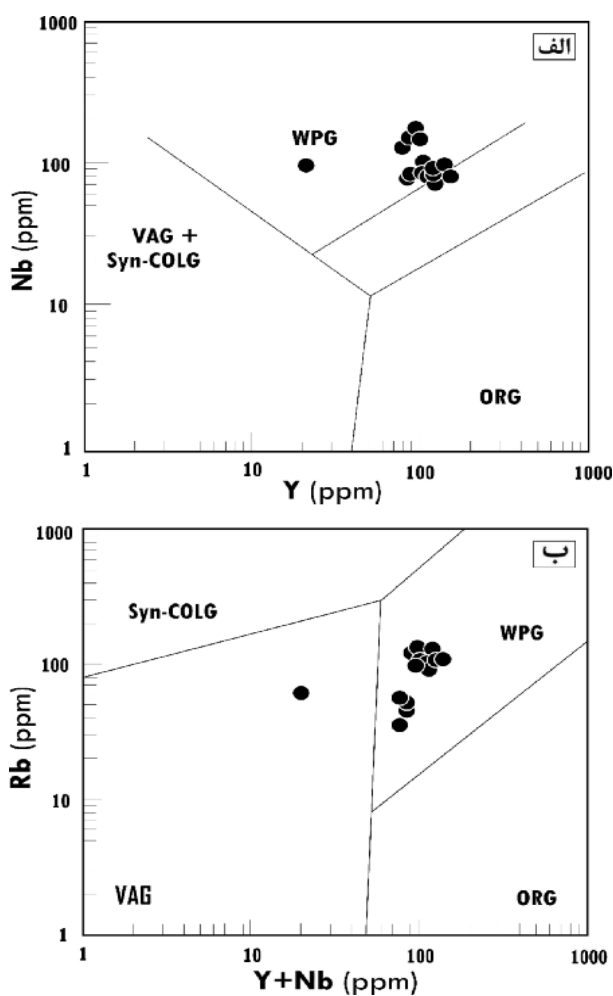 1000
الف
WPG
100
VAG +
Syn-COLG
Nb (ppm)
10
ORG
1
1
10
100
1000
Y (ppm)
1000
ب
Syn-COLG
WPG
100
Rb (ppm)
10
VAG
ORG
1
1
10
100
1000
Y+Nb (ppm)